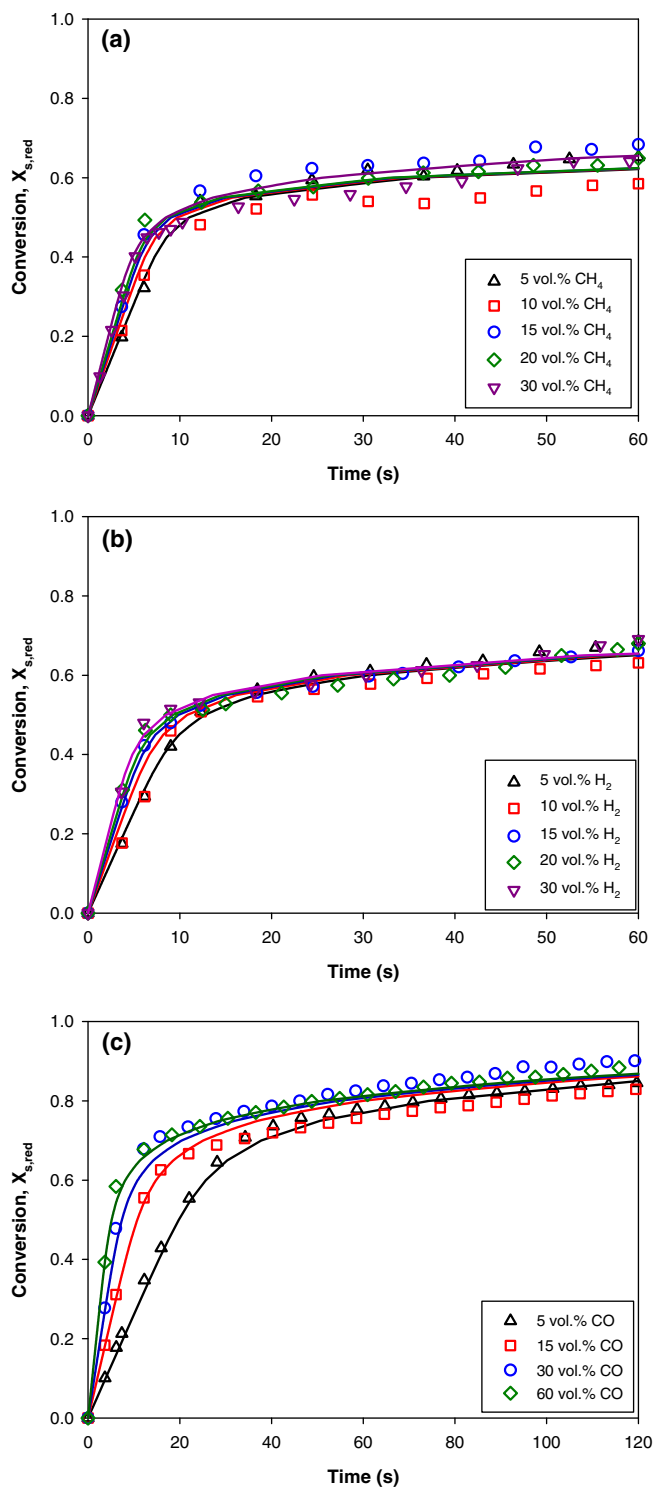 (a)
Conversion, Xs,red
1.0
0.8
0.6
0.4
0.2
0.0
5 vol.% CH4
10 vol.% CH4
15 vol.% CH4
20 vol.% CH4
30 vol.% CH4
0 10 20 30 40 50 60
Time (s)
(b)
Conversion, Xs,red
1.0
0.8
0.6
0.4
0.2
0.0
5 vol.% H2
10 vol.% H2
15 vol.% H2
20 vol.% H2
30 vol.% H2
0 10 20 30 40 50 60
Time (s)
(c)
Conversion, Xs,red
1.0
0.8
0.6
0.4
0.2
0.0
5 vol.% CO
15 vol.% CO
30 vol.% CO
60 vol.% CO
0 20 40 60 80 100 120
Time (s)